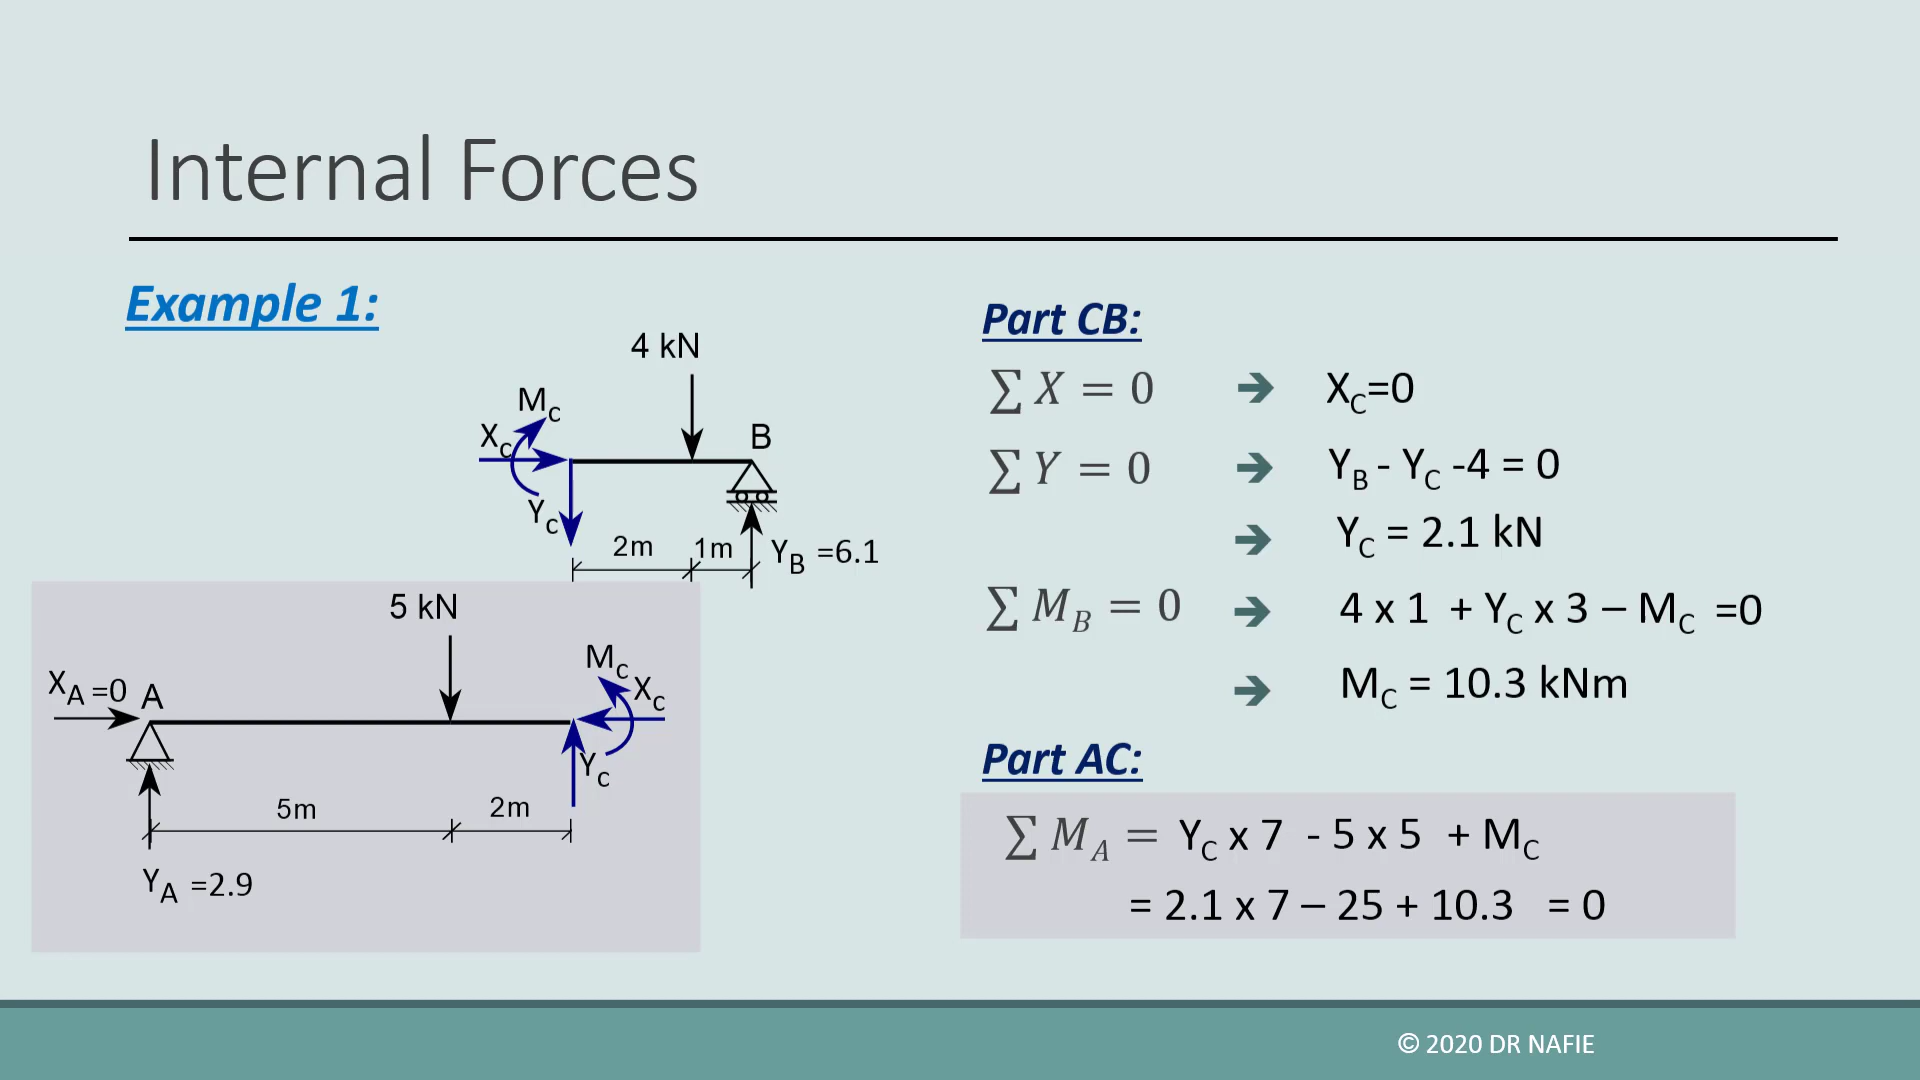 Internal Forces
Example 1:
4 kN
M_C
X_C
B
Y_C
2m
1m
Y_B =6.1
5 kN
M_C
X_A =0
A
X_C
Y_C
5m
2m
Y_A =2.9
Part CB:
∑ X = 0 ➔ X_C=0
∑ Y = 0 ➔ Y_B - Y_C -4 = 0
➔ Y_C = 2.1 kN
∑ M_B = 0 ➔ 4 x 1 + Y_C x 3 – M_C =0
➔ M_C = 10.3 kNm
Part AC:
∑ M_A = Y_C x 7 - 5 x 5 + M_C
= 2.1 x 7 – 25 + 10.3 = 0
© 2020 DR NAFIE